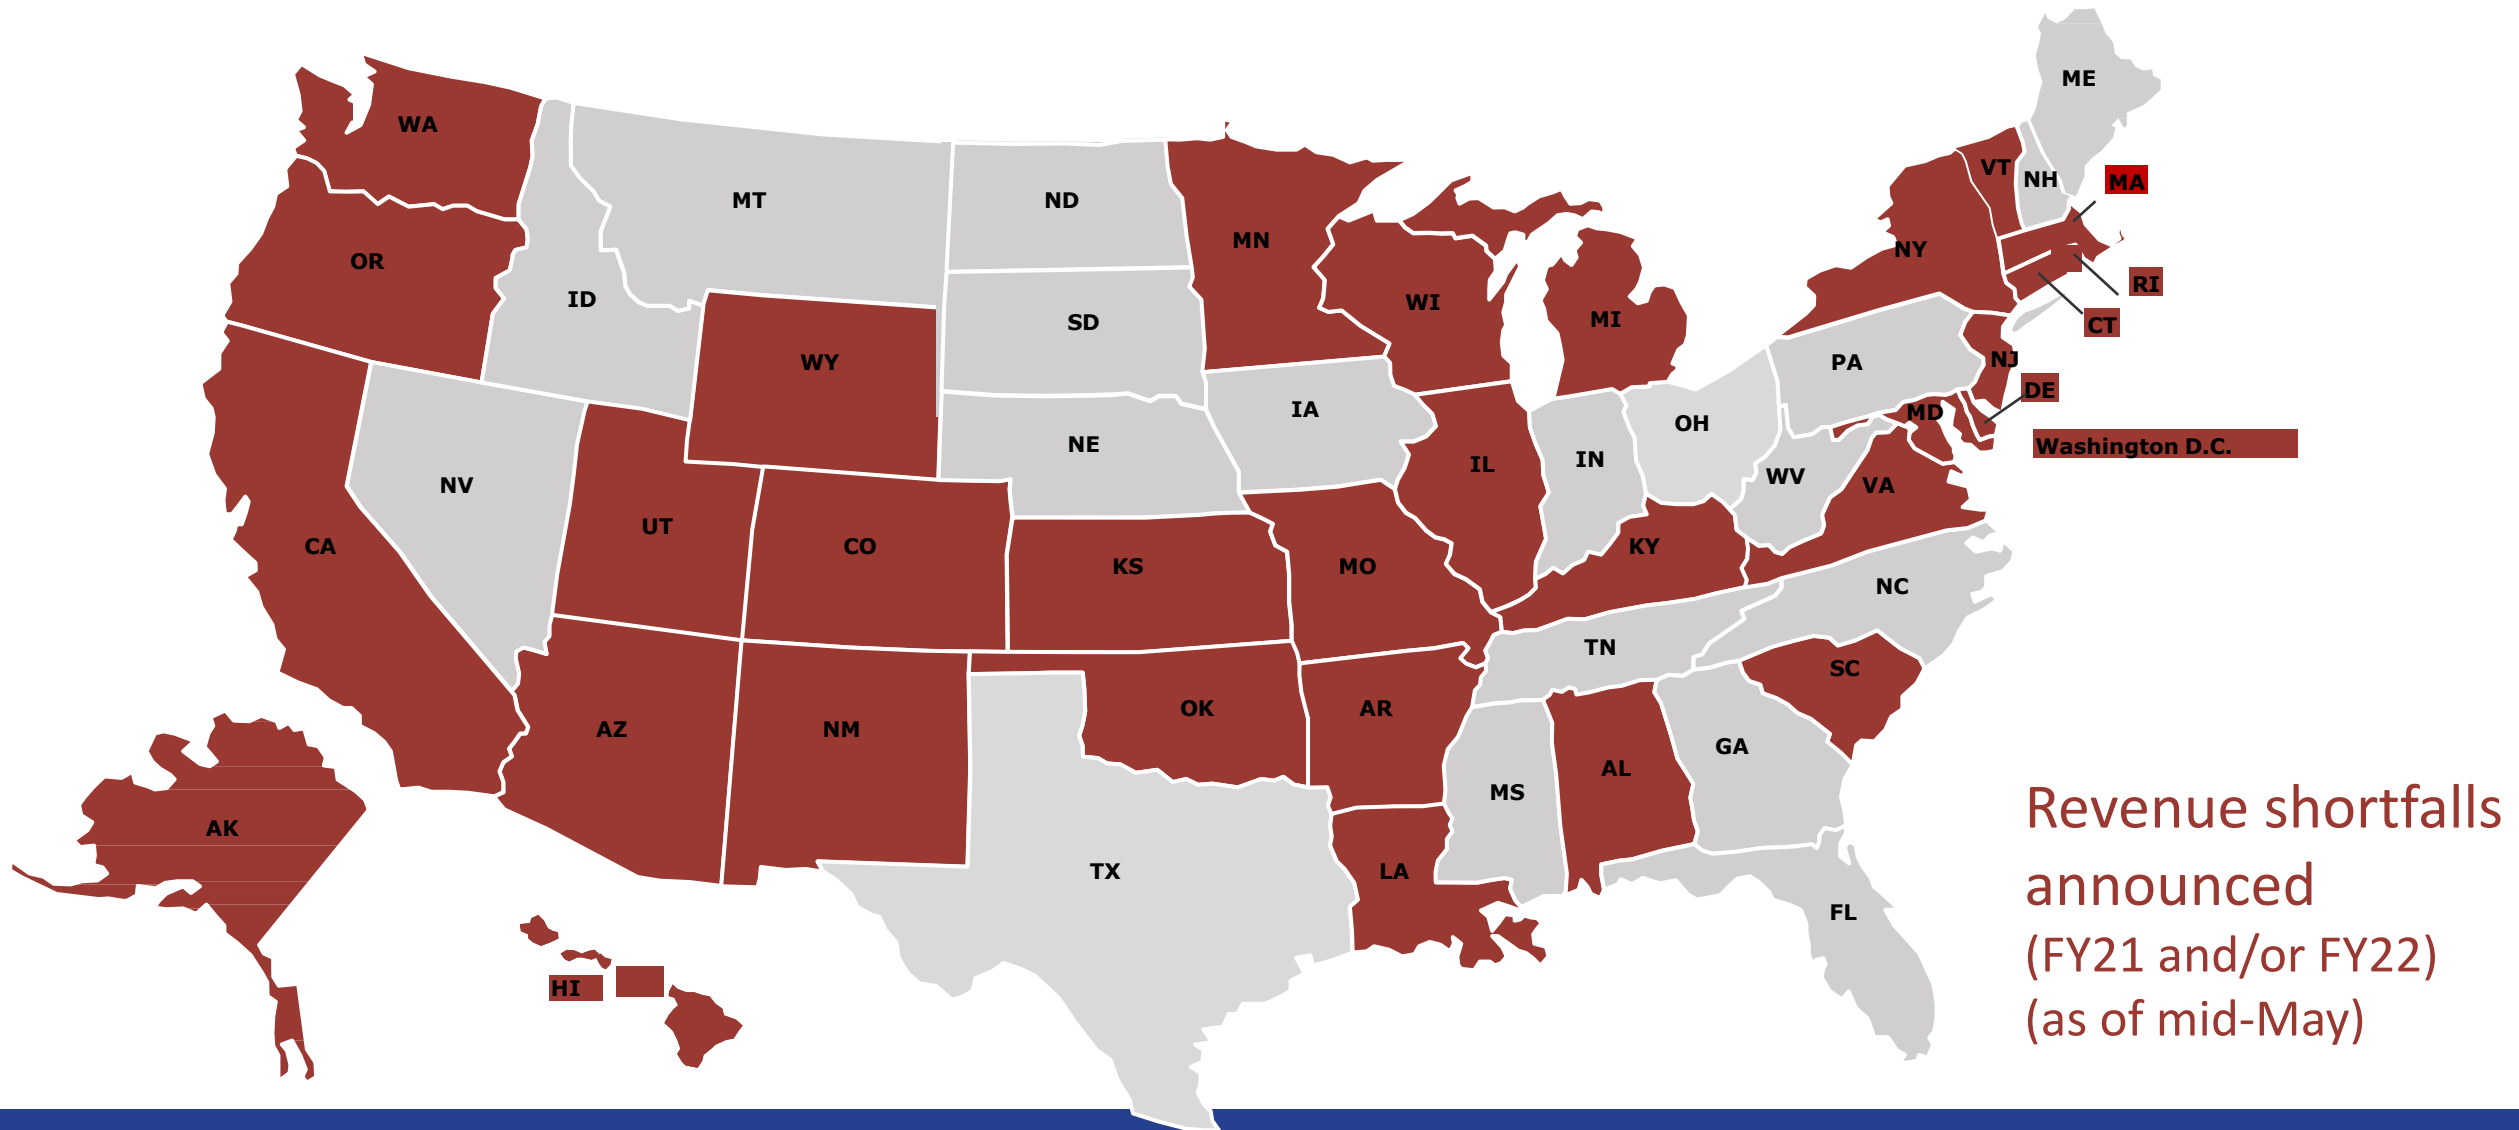 ME
WA
VT
NH
MA
MT
ND
MN
NY
OR
RI
ID
WI
MI
SD
CT
WY
PA
NJ
DE
IA
MD
OH
NE
Washington D.C.
IN
IL
WV
VA
NV
UT
CA
CO
KY
KS
MO
NC
TN
SC
OK
AR
AZ
NM
GA
AL
MS
Revenue shortfalls
AK
TX
LA
announced
FL
(FY21 and/or FY22)
HI
(as of mid-May)